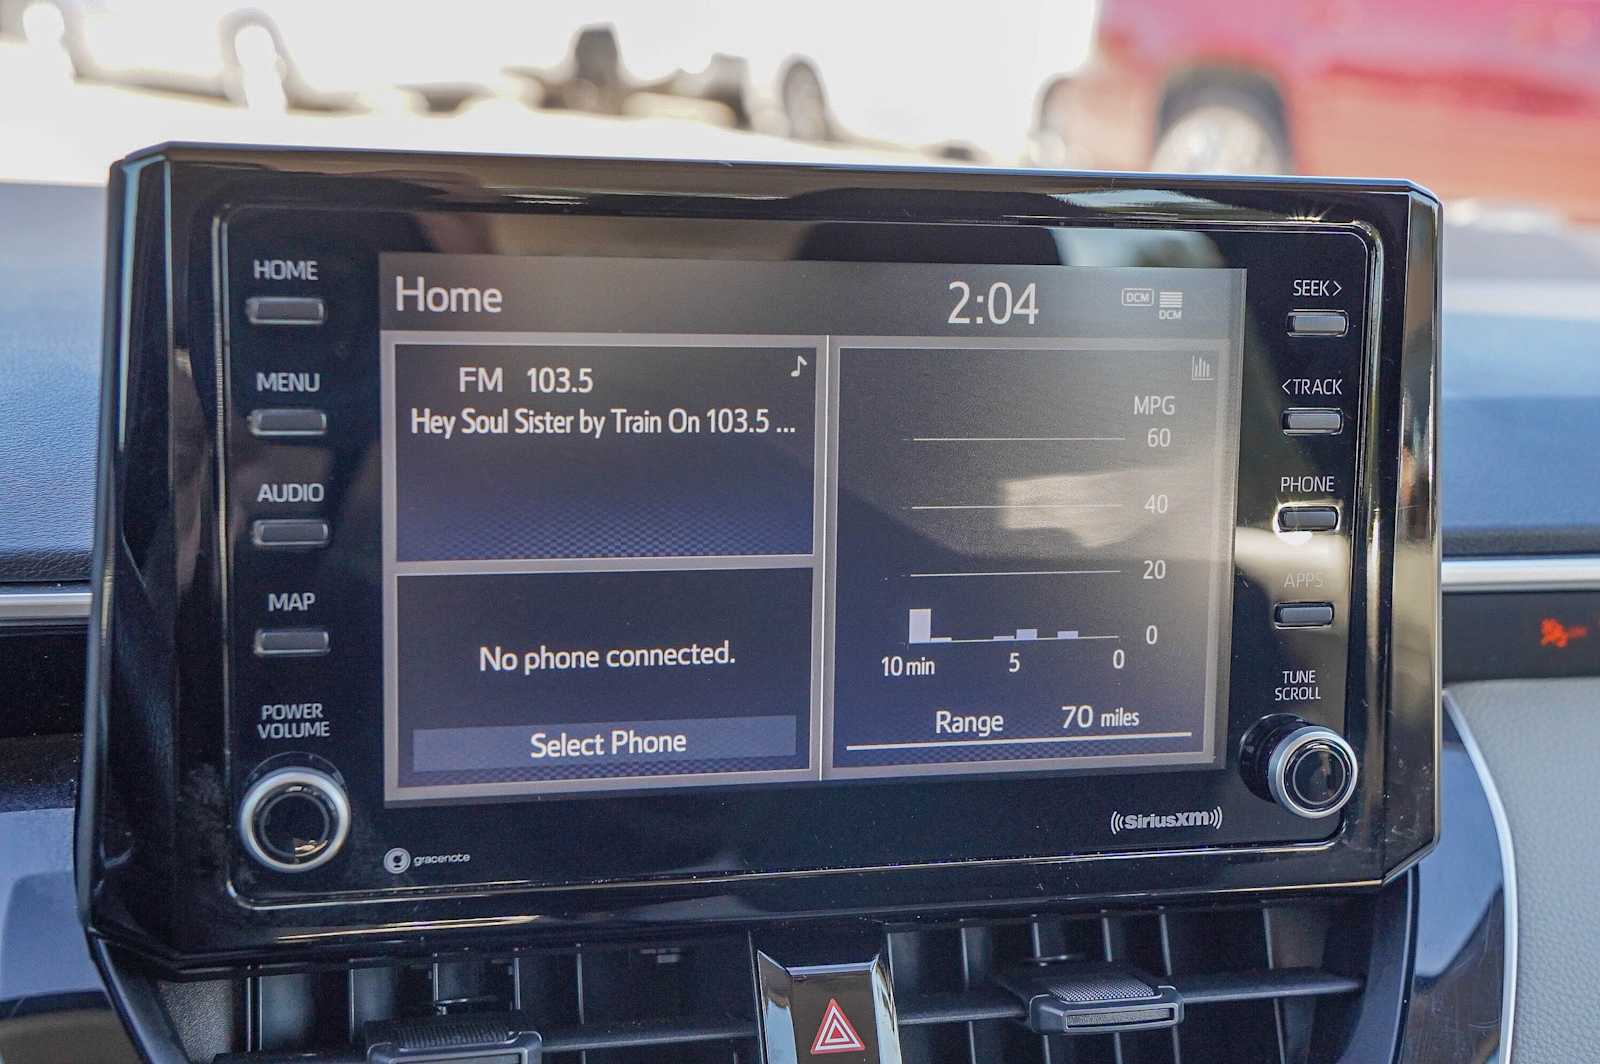 HOME
MENU
AUDIO
MAP
POWER
VOLUME
Home
2:04
DCM
DCM
FM 103.5
Hey Soul Sister by Train On 103.5 ...
No phone connected.
Select Phone
MPG
60
40
20
0
10 min 5 0
Range 70 miles
SEEK>
<TRACK
PHONE
APPS
TUNE
SCROLL
gracenote
((SiriusXM))